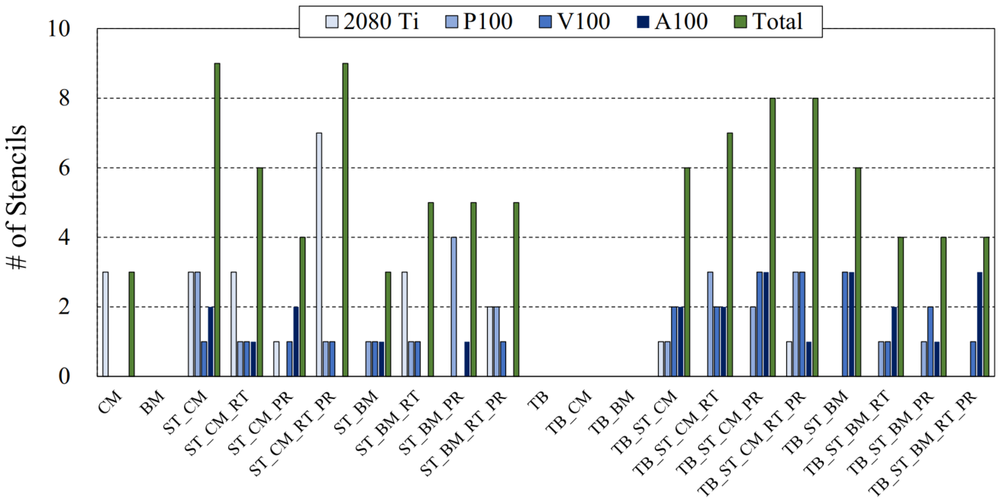 2080 Ti P100 V100 A100 Total
# of Stencils
10
8
6
4
2
0
CM
BM
ST_CM
ST_CM_RT
ST_CM_PR
ST_CM_RT_PR
ST_BM
ST_BM_RT
ST_BM_PR
ST_BM_RT_PR
TB
TB_CM
TB_BM
TB_ST_CM
TB_ST_CM_RT
TB_ST_CM_PR
TB_ST_CM_RT_PR
TB_ST_BM
TB_ST_BM_RT
TB_ST_BM_PR
TB_ST_BM_RT_PR